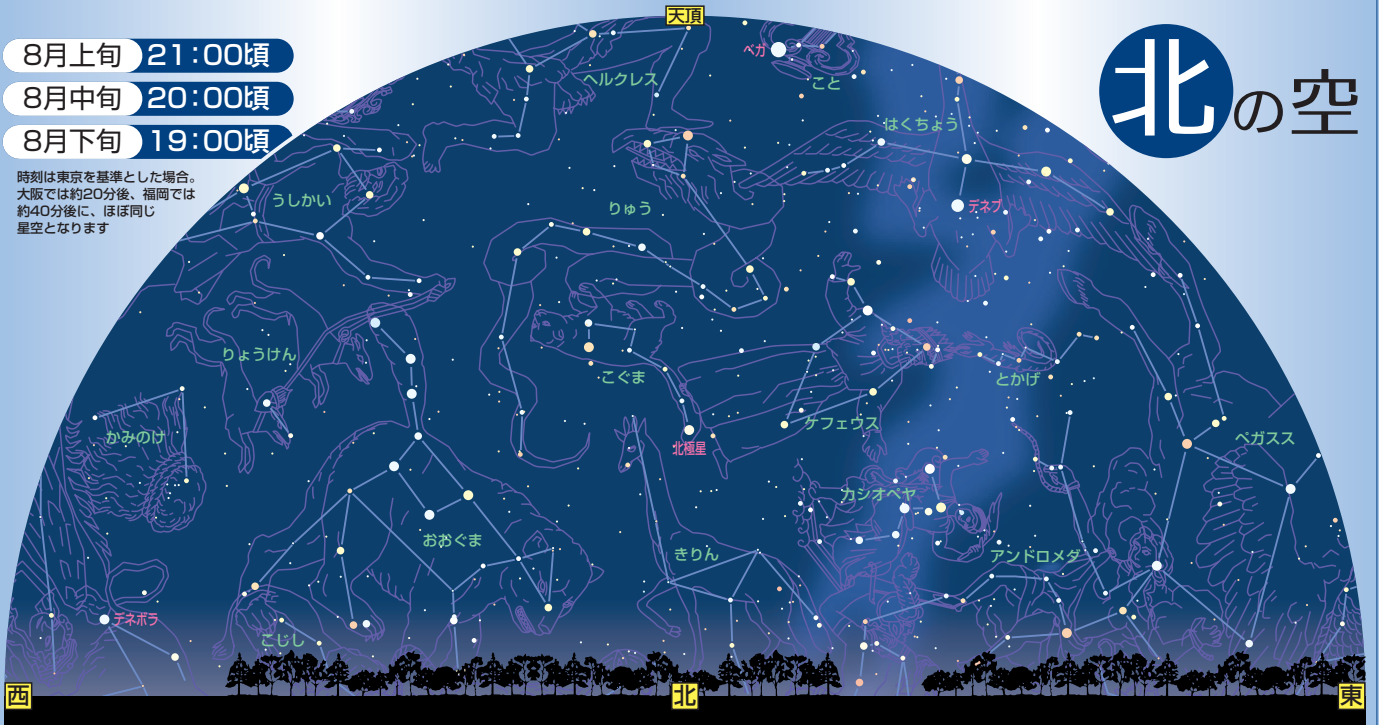 8月上旬 21:00頃
8月中旬 20:00頃
8月下旬 19:00頃
時刻は東京を基準とした場合。
大阪では約20分後、福岡では
約40分後に、ほぼ同じ
星空となります
北の空
天頂
ベガ
こと
ヘルクレス
はくちょう
デネブ
うしかい
りゅう
りょうけん
こぐま
とかげ
かみのけ
北極星
ケフェウス
ペガスス
カシオペヤ
おおぐま
きりん
アンドロメダ
デネボラ
こじし
西
北
東